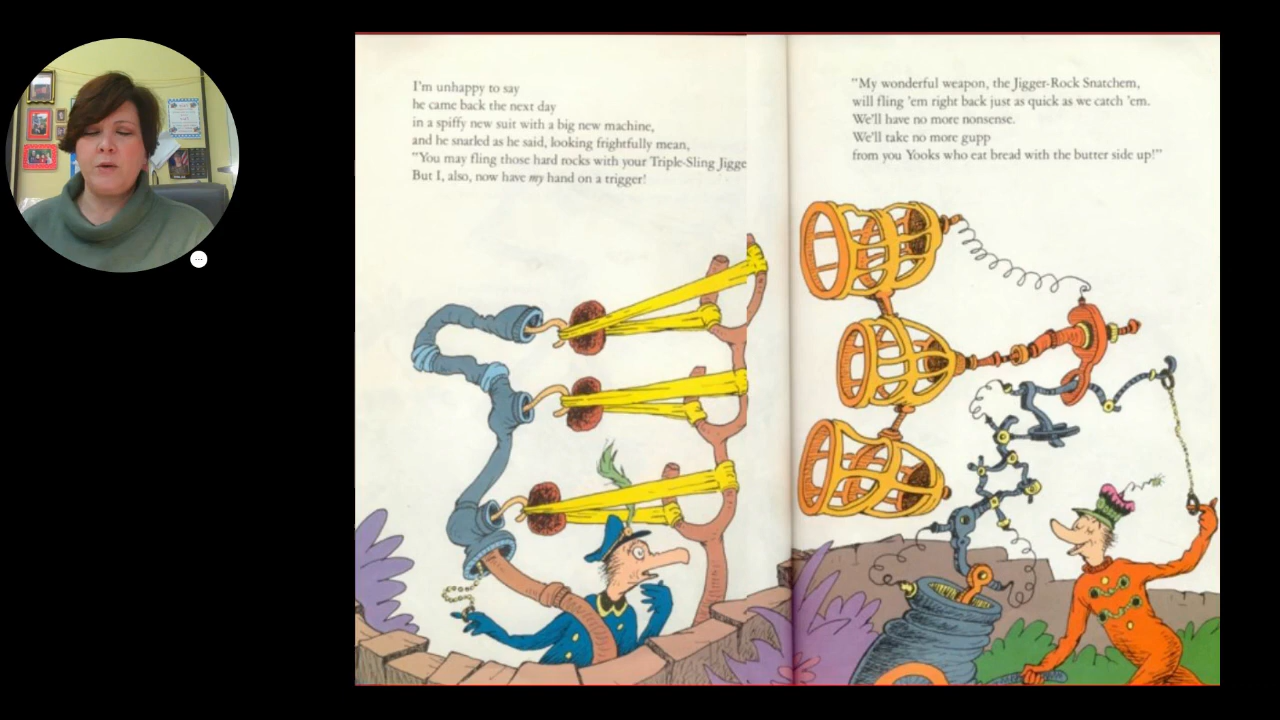 I'm unhappy to say
he came back the next day
in a spiffy new suit with a big new machine,
and he snarled as he said, looking frightfully mean,
"You may fling those hard rocks with your Triple-Sling Jigge
But I, also, now have my hand on a trigger!
"My wonderful weapon, the Jigger-Rock Snatchem,
will fling 'em right back just as quick as we catch 'em.
We'll have no more nonsense.
We'll take no more gupp
from you Yooks who eat bread with the butter side up!"